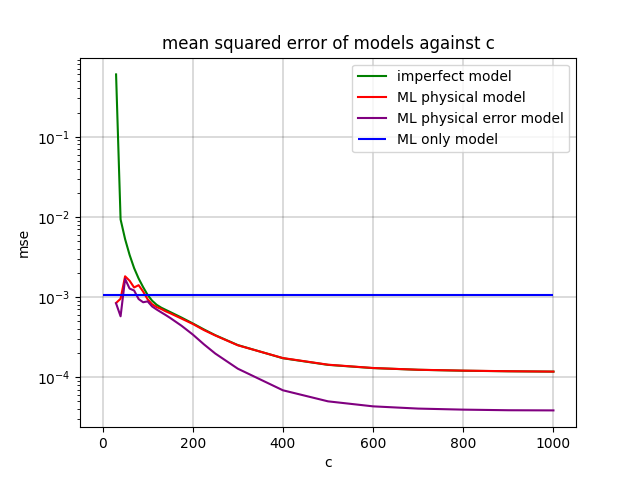 mean squared error of models against c
imperfect model
ML physical model
ML physical error model
ML only model
mse
10⁻¹
10⁻²
10⁻³
10⁻⁴
0 200 400 600 800 1000
c